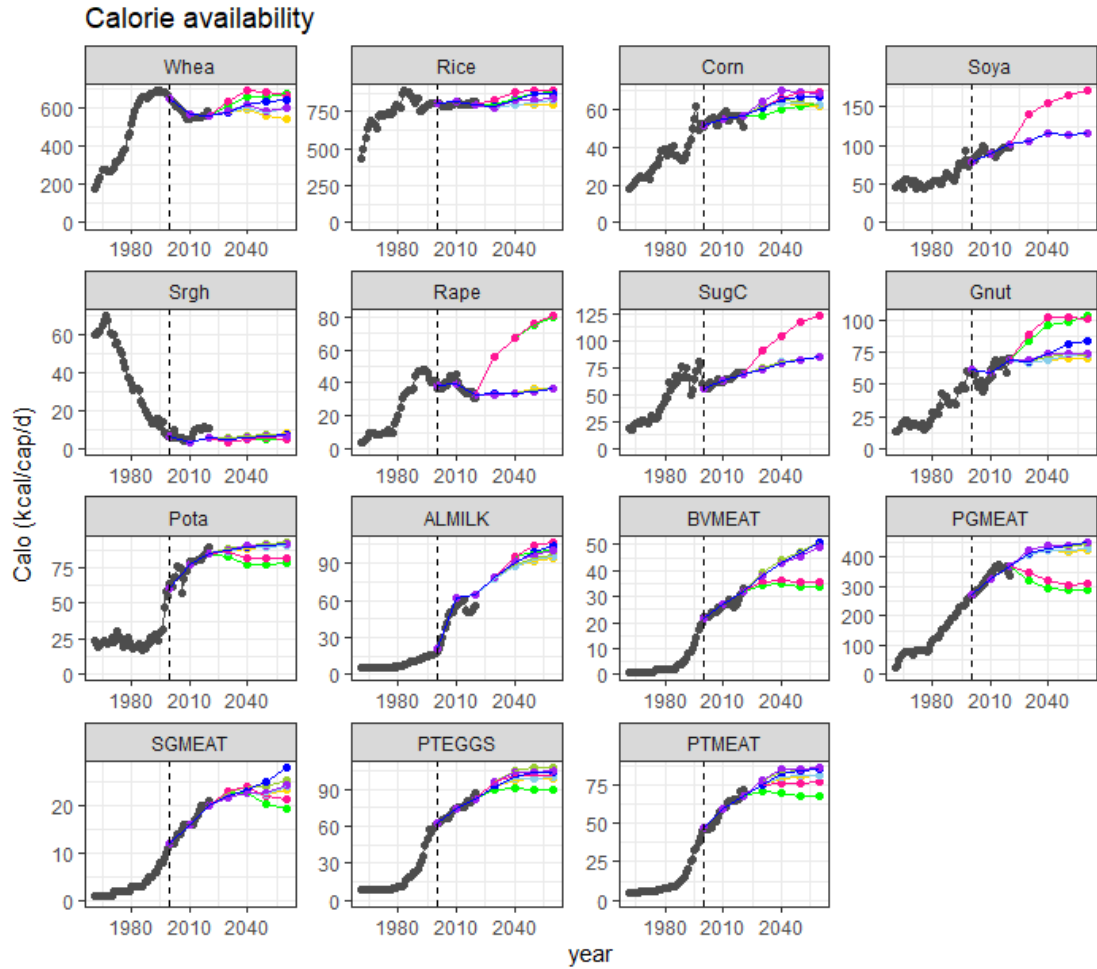 Calorie availability
Whea Rice Corn Soya
600 400 200 0
750 500 250 0
60 40 20 0
150 100 50 0
1980 2010 2040 1980 2010 2040 1980 2010 2040 1980 2010 2040
Srgh Rape SugC Gnut
60 40 20 0
80 60 40 20 0
125 100 75 50 25 0
100 75 50 25 0
1980 2010 2040 1980 2010 2040 1980 2010 2040 1980 2010 2040
Calo (kcal/cap/d)
Pota ALMILK BVMEAT PGMEAT
75 50 25 0
90 60 30 0
50 40 30 20 10 0
400 300 200 100 0
1980 2010 2040 1980 2010 2040 1980 2010 2040 1980 2010 2040
SGMEAT PTEGGS PTMEAT
20 10 0
90 60 30 0
75 50 25 0
1980 2010 2040 1980 2010 2040 1980 2010 2040
year